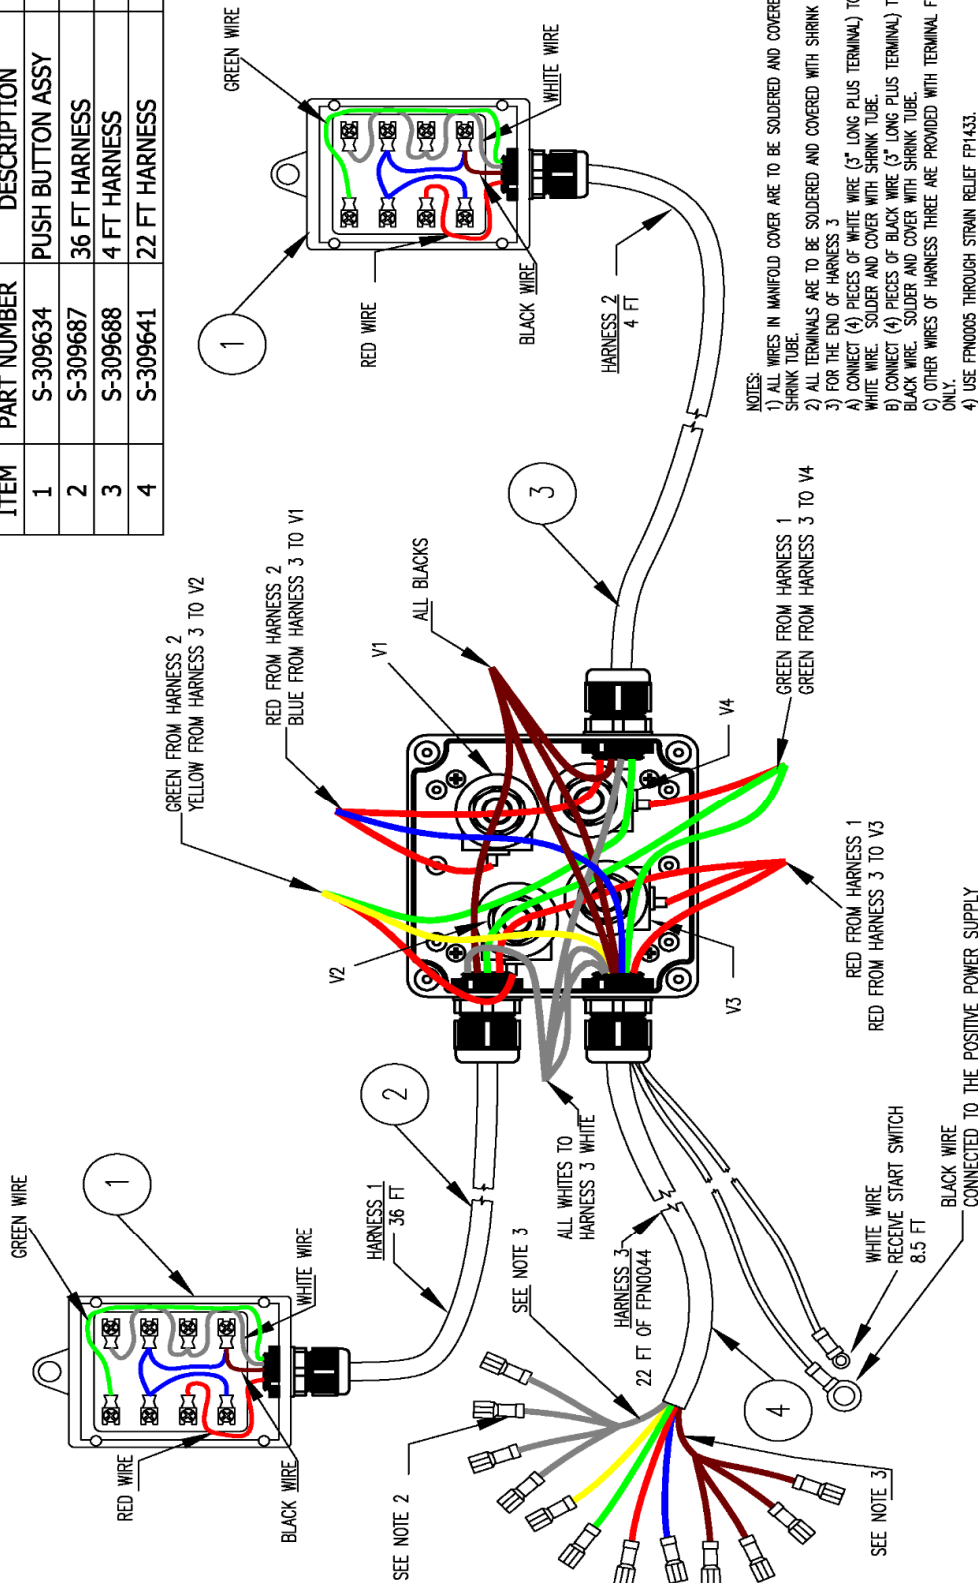 ITEM PART NUMBER DESCRIPTION
1 S-309634 PUSH BUTTON ASSY
2 S-309687 36 FT HARNESS
3 S-309688 4 FT HARNESS
4 S-309641 22 FT HARNESS
GREEN WIRE
1
RED WIRE
BLACK WIRE
WHITE WIRE
HARNESS 1
36 FT
2
GREEN FROM HARNESS 2
YELLOW FROM HARNESS 3 TO V2
RED FROM HARNESS 2
BLUE FROM HARNESS 3 TO V1
V2
V1
ALL BLACKS
3
1
GREEN WIRE
RED WIRE
BLACK WIRE
WHITE WIRE
HARNESS 2
4 FT
SEE NOTE 2
SEE NOTE 3
ALL WHITES TO
HARNESS 3 WHITE
HARNESS 3
22 FT OF FPN0044
4
SEE NOTE 3
WHITE WIRE
RECEIVE START SWITCH
8.5 FT
BLACK WIRE
CONNECTED TO THE POSITIVE POWER SUPPLY
V3
V4
RED FROM HARNESS 1
RED FROM HARNESS 3 TO V3
GREEN FROM HARNESS 1
GREEN FROM HARNESS 3 TO V4
NOTES:
1) ALL WIRES IN MANIFOLD COVER ARE TO BE SOLDERED AND COVERE
SHRINK TUBE.
2) ALL TERMINALS ARE TO BE SOLDERED AND COVERED WITH SHRINK
3) FOR THE END OF HARNESS 3
A) CONNECT (4) PIECES OF WHITE WIRE (3" LONG PLUS TERMINAL) TO
WHITE WIRE. SOLDER AND COVER WITH SHRINK TUBE.
B) CONNECT (4) PIECES OF BLACK WIRE (3" LONG PLUS TERMINAL) T
BLACK WIRE. SOLDER AND COVER WITH SHRINK TUBE.
C) OTHER WIRES OF HARNESS THREE ARE PROVIDED WITH TERMINAL F
ONLY.
4) USE FPN0005 THROUGH STRAIN RELIEF FP1433.